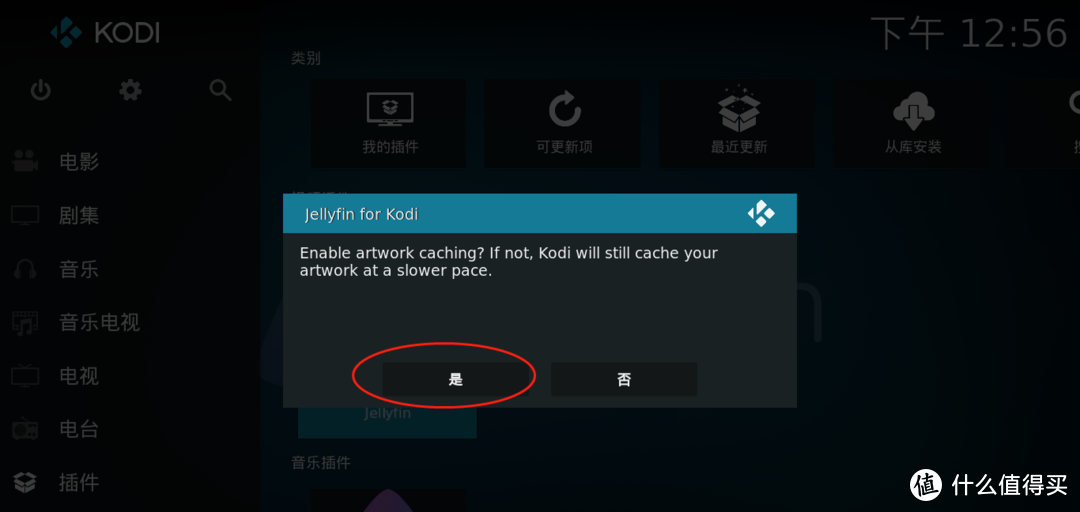 KODI
下午 12:56
类别
我的插件
可更新项
最近更新
从库安装
电影
剧集
音乐
音乐电视
电视
电台
插件
Jellyfin for Kodi
Enable artwork caching? If not, Kodi will still cache your
artwork at a slower pace.
是
否
Jellyfin
音乐插件
值 什么值得买